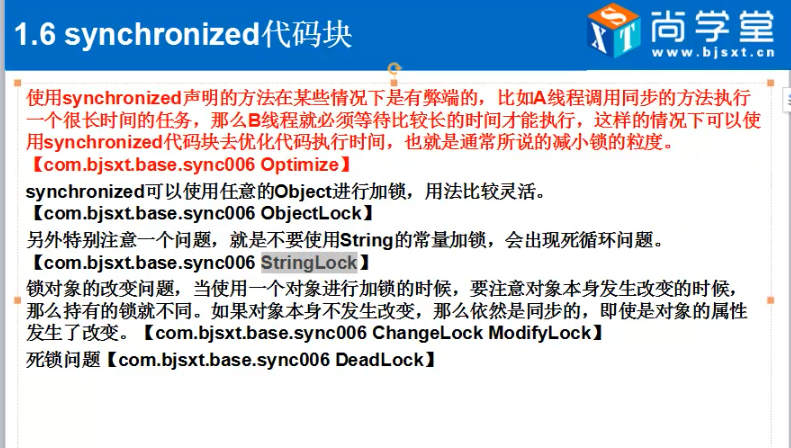 1.6 synchronized代码块
SXT
尚学堂
www.bjsxt.cn
使用synchronized声明的方法在某些情况下是有弊端的，比如A线程调用同步的方法执行
一个很长时间的任务，那么B线程就必须等待比较长的时间才能执行，这样的情况下可以使
用synchronized代码块去优化代码执行时间，也就是通常所说的减小锁的粒度。
【com.bjsxt.base.sync006 Optimize】
synchronized可以使用任意的Object进行加锁，用法比较灵活。
【com.bjsxt.base.sync006 ObjectLock】
另外特别注意一个问题，就是不要使用String的常量加锁，会出现死循环问题。
【com.bjsxt.base.sync006 StringLock】
锁对象的改变问题，当使用一个对象进行加锁的时候，要注意对象本身发生改变的时候，
那么持有的锁就不同。如果对象本身不发生改变，那么依然是同步的，即使是对象的属性
发生了改变。【com.bjsxt.base.sync006 ChangeLock ModifyLock】
死锁问题【com.bjsxt.base.sync006 DeadLock】